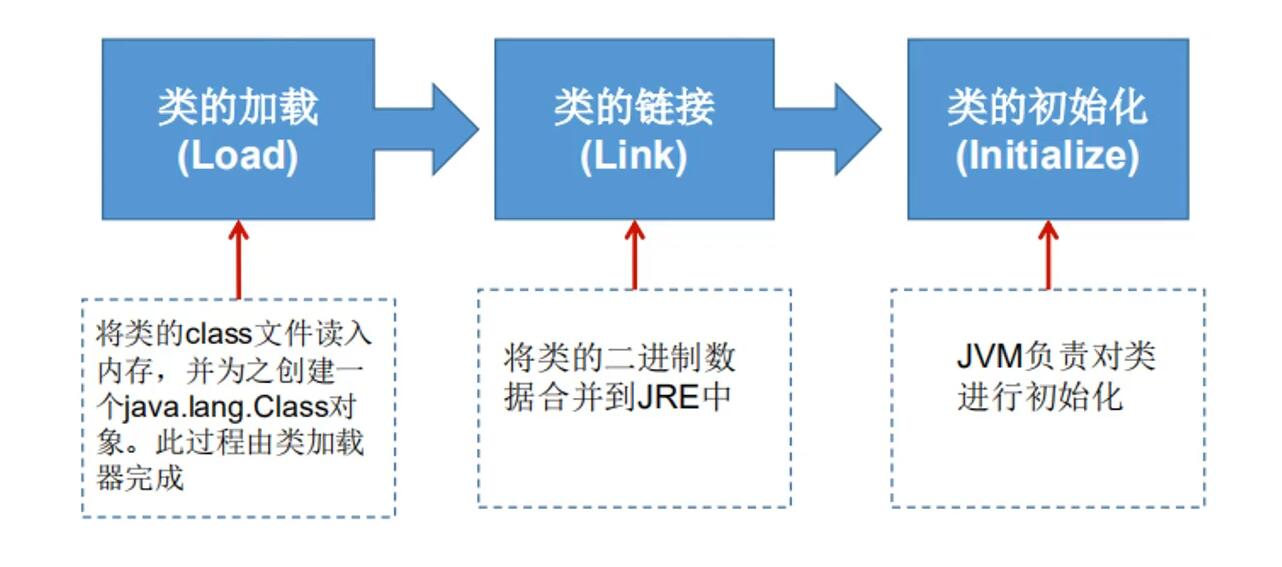 类的加载
(Load)
类的链接
(Link)
类的初始化
(Initialize)
将类的class文件读入
内存，并为之创建一
个java.lang.Class对
象。此过程由类加载
器完成
将类的二进制数
据合并到JRE中
JVM负责对类
进行初始化